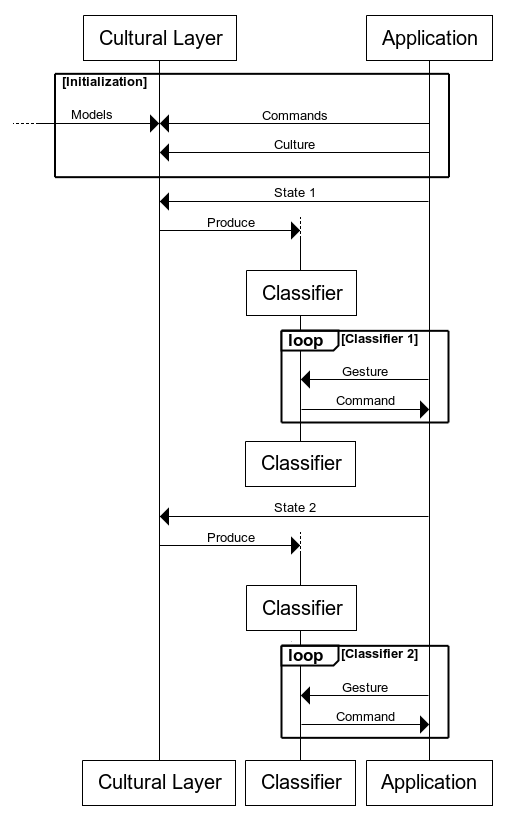 Cultural Layer
Application
[Initialization]
Models
Commands
Culture
State 1
Produce
Classifier
loop [Classifier 1]
Gesture
Command
Classifier
State 2
Produce
Classifier
loop [Classifier 2]
Gesture
Command
Cultural Layer
Classifier
Application